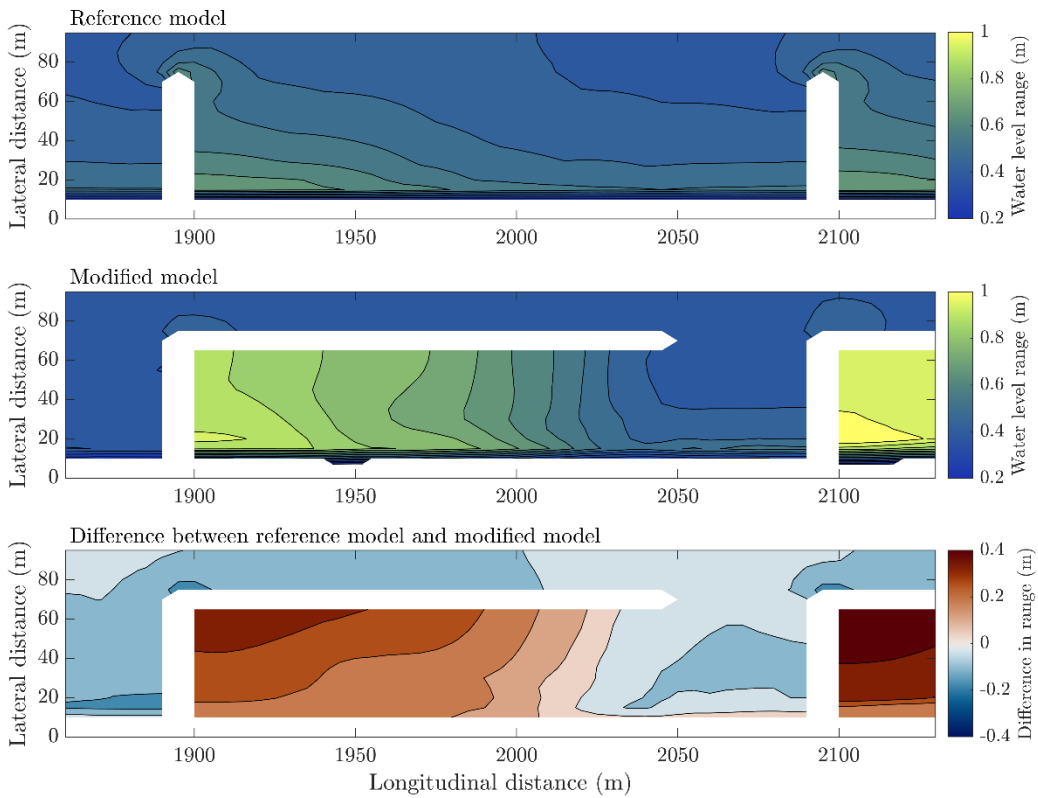 Reference model
Lateral distance (m)
80
60
40
20
0
1900 1950 2000 2050 2100
1
0.8
0.6
0.4
0.2
Water level range (m)
Modified model
Lateral distance (m)
80
60
40
20
0
1900 1950 2000 2050 2100
1
0.8
0.6
0.4
0.2
Water level range (m)
Difference between reference model and modified model
Lateral distance (m)
80
60
40
20
0
1900 1950 2000 2050 2100
Longitudinal distance (m)
0.4
0.2
0
-0.2
-0.4
Difference in range (m)